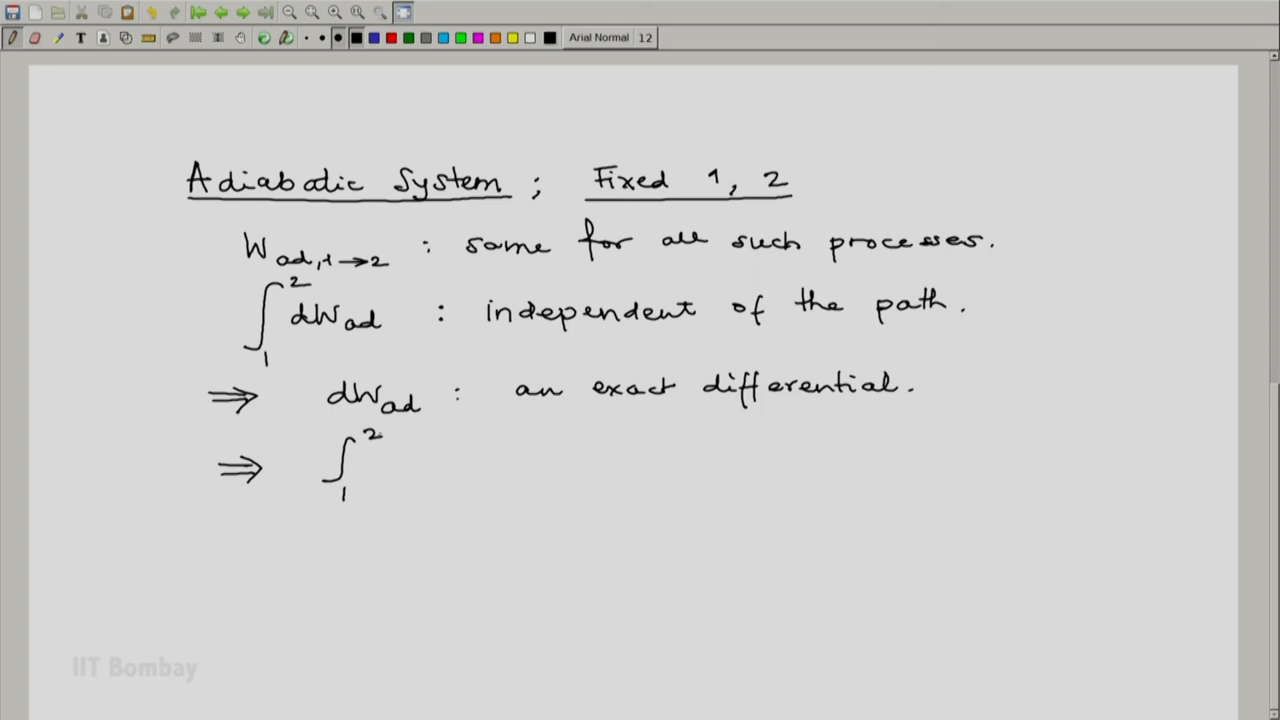 Arial Normal 12
Adiabatic System ; Fixed 1, 2
W ad,1→2 : same for all such processes.
∫₁² dW ad : independent of the path.
⇒ dW ad : an exact differential.
⇒ ∫₁²
IIT Bombay